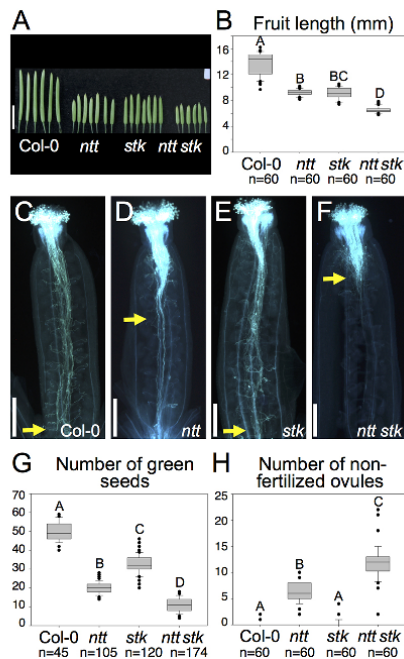 A
Col-0 ntt stk ntt stk
B Fruit length (mm)
16
12
8
4
0
A
B
BC
D
Col-0 ntt stk ntt stk
n=60 n=60 n=60 n=60
C D E F
Col-0 ntt stk ntt stk
G Number of green
seeds
60
50
40
30
20
10
0
A
B
C
D
Col-0 ntt stk ntt stk
n=45 n=105 n=120 n=174
H Number of non-
fertilized ovules
25
20
15
10
5
0
A
B
A
C
Col-0 ntt stk ntt stk
n=60 n=60 n=60 n=60